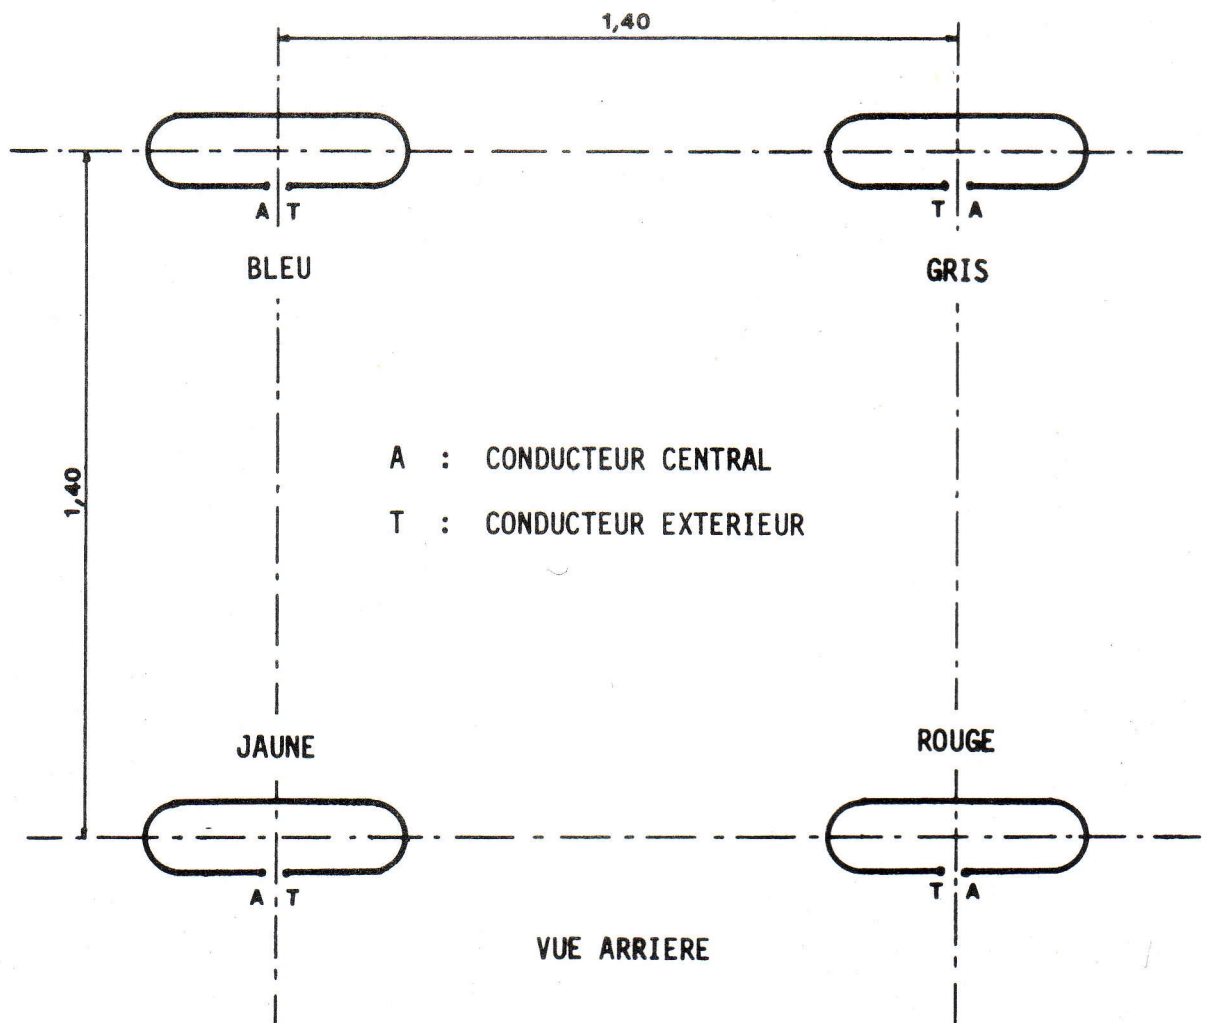 1,40
A T
T A
BLEU
GRIS
A : CONDUCTEUR CENTRAL
1,40
T : CONDUCTEUR EXTERIEUR
JAUNE
ROUGE
A T
T A
VUE ARRIERE